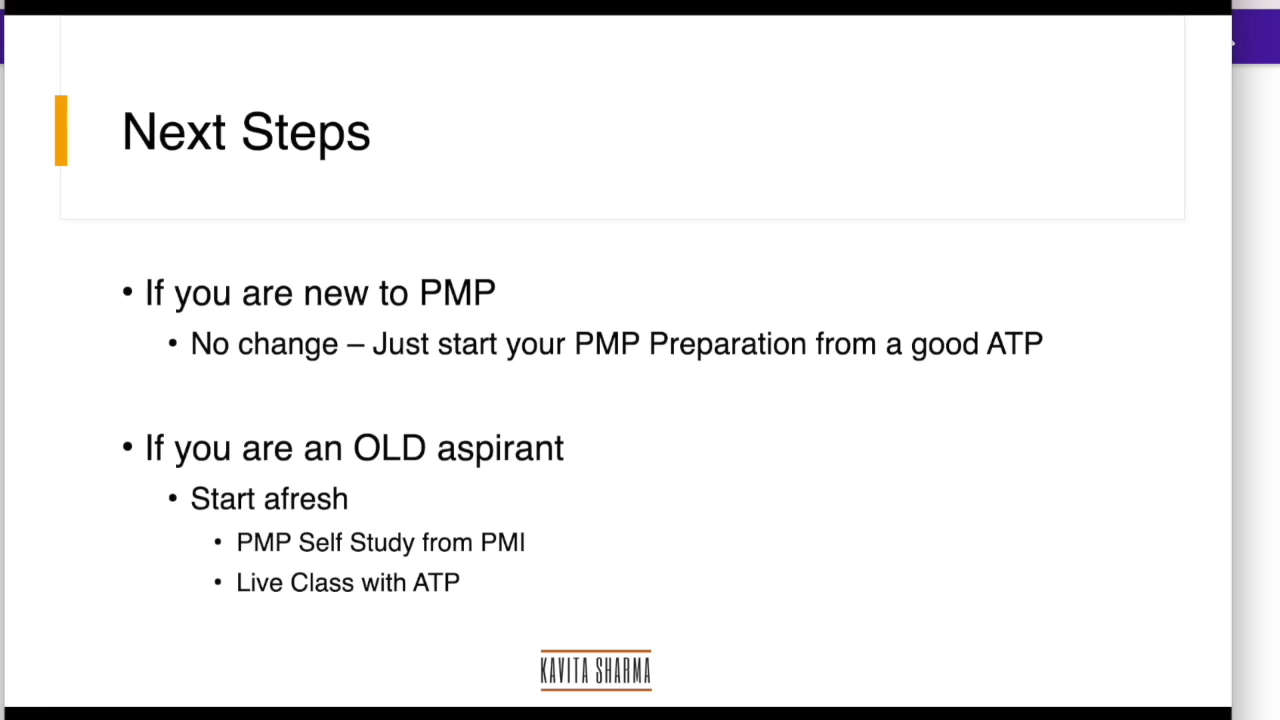 Next Steps
• If you are new to PMP
• No change – Just start your PMP Preparation from a good ATP
• If you are an OLD aspirant
• Start afresh
• PMP Self Study from PMI
• Live Class with ATP
KAVITA SHARMA